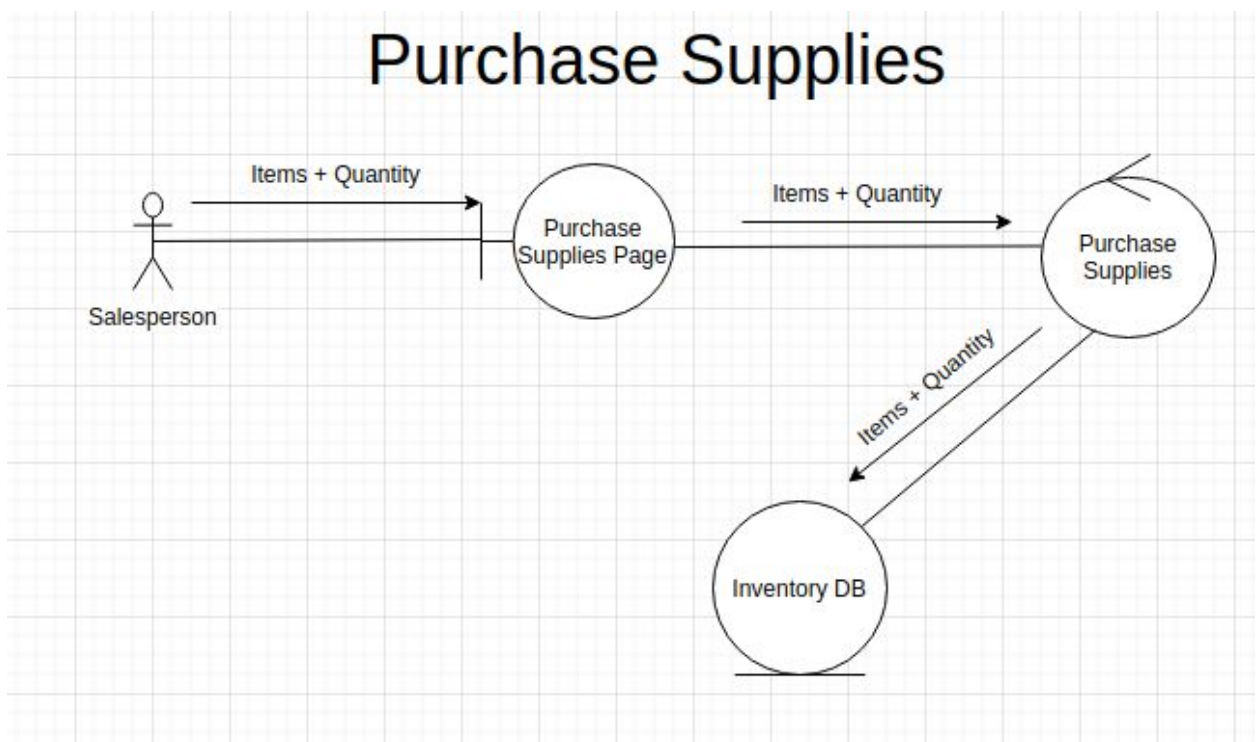 Purchase Supplies
Items + Quantity
Items + Quantity
Purchase
Supplies Page
Purchase
Supplies
Salesperson
Items + Quantity
Inventory DB